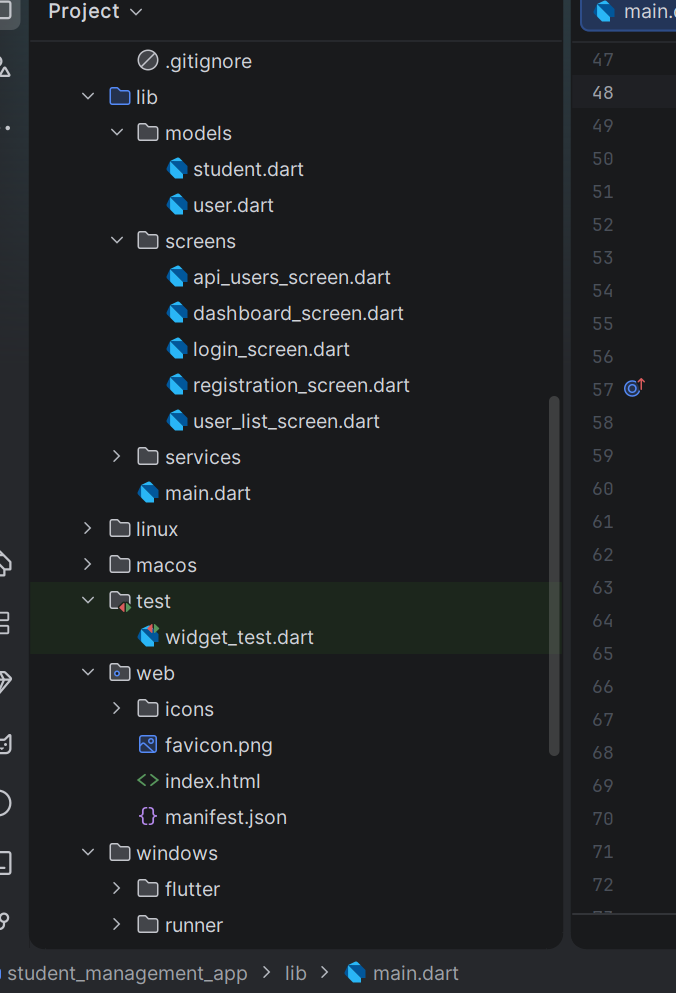 Project
main.
.gitignore
lib
models
student.dart
user.dart
screens
api_users_screen.dart
dashboard_screen.dart
login_screen.dart
registration_screen.dart
user_list_screen.dart
services
main.dart
linux
macos
test
widget_test.dart
web
icons
favicon.png
<> index.html
{} manifest.json
windows
flutter
runner
47
48
49
50
51
52
53
54
55
56
57
58
59
60
61
62
63
64
65
66
67
68
69
70
71
72
student_management_app > lib > main.dart